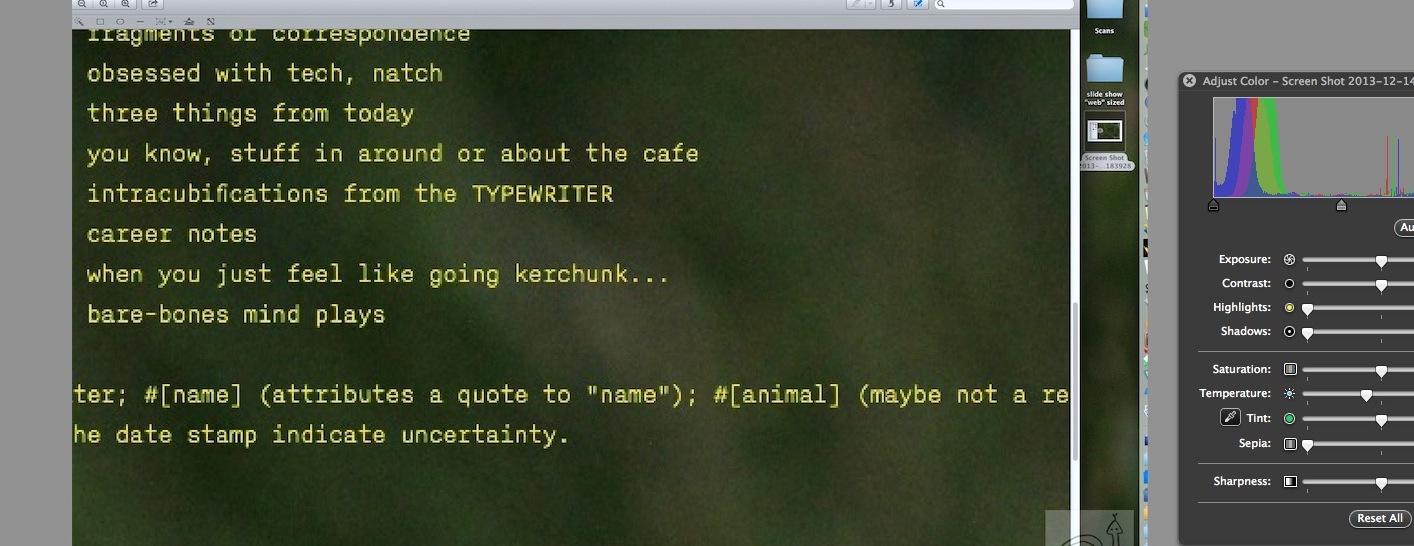 fragments or correspondence
obsessed with tech, natch
three things from today
you know, stuff in around or about the cafe
intracubifications from the TYPEWRITER
career notes
when you just feel like going kerchunk...
bare-bones mind plays
ter; #[name] (attributes a quote to "name"); #[animal] (maybe not a re
he date stamp indicate uncertainty.
Scans
slide show
"web" sized
Screen Shot
2013-... 183928
Adjust Color – Screen Shot 2013-12-14
Au
Exposure:
Contrast:
Highlights:
Shadows:
Saturation:
Temperature:
Tint:
Sepia:
Sharpness:
Reset All